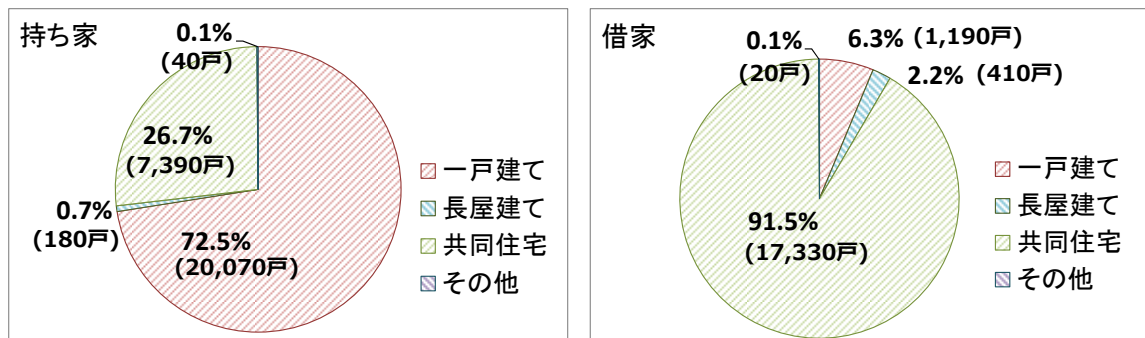 持ち家
0.1%
(40戸)
26.7%
(7,390戸)
0.7%
(180戸)
72.5%
(20,070戸)
一戸建て
長屋建て
共同住宅
その他
借家
0.1%
(20戸)
6.3% (1,190戸)
2.2% (410戸)
91.5%
(17,330戸)
一戸建て
長屋建て
共同住宅
その他